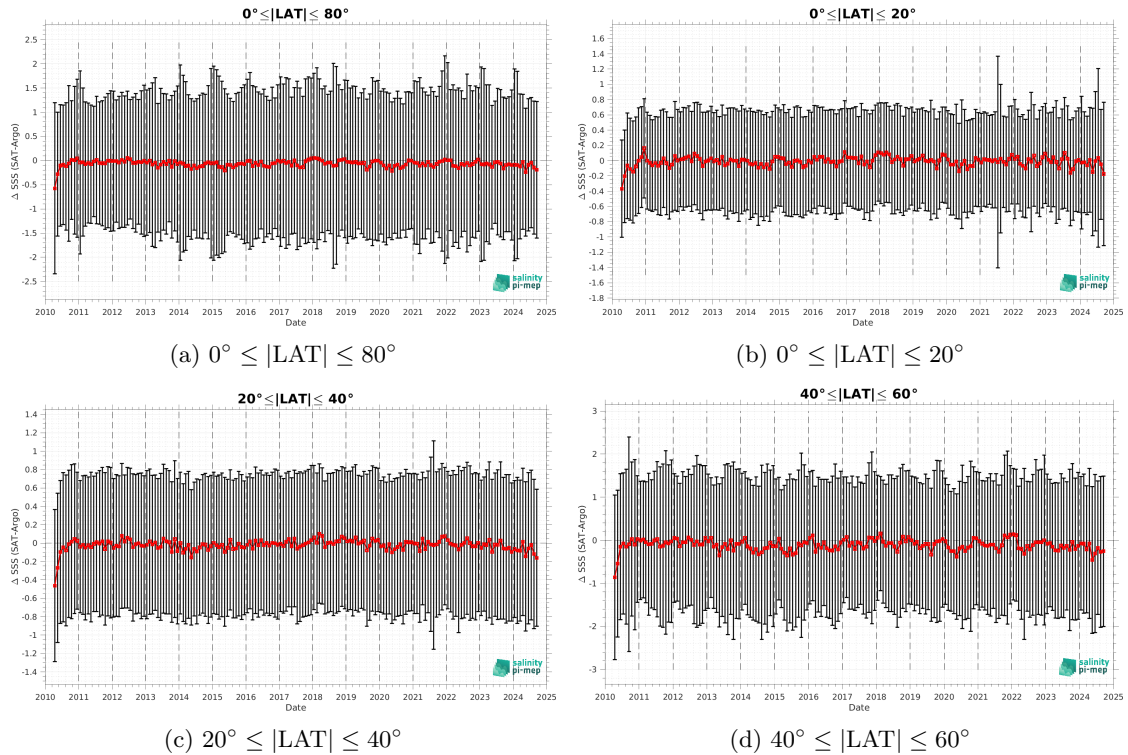 0°≤|LAT|≤ 80°
Δ SSS (SAT-Argo)
2.5
2
1.5
1
0.5
0
-0.5
-1
-1.5
-2
-2.5
2010 2011 2012 2013 2014 2015 2016 2017 2018 2019 2020 2021 2022 2023 2024 2025
Date
salinity
pi-mep
(a) 0° ≤ |LAT| ≤ 80°
0°≤|LAT|≤ 20°
Δ SSS (SAT-Argo)
1.6
1.4
1.2
1
0.8
0.6
0.4
0.2
0
-0.2
-0.4
-0.6
-0.8
-1
-1.2
-1.4
-1.6
-1.8
2010 2011 2012 2013 2014 2015 2016 2017 2018 2019 2020 2021 2022 2023 2024 2025
Date
salinity
pi-mep
(b) 0° ≤ |LAT| ≤ 20°
20°≤|LAT|≤ 40°
Δ SSS (SAT-Argo)
1.4
1.2
1
0.8
0.6
0.4
0.2
0
-0.2
-0.4
-0.6
-0.8
-1
-1.2
-1.4
2010 2011 2012 2013 2014 2015 2016 2017 2018 2019 2020 2021 2022 2023 2024 2025
Date
salinity
pi-mep
(c) 20° ≤ |LAT| ≤ 40°
40°≤|LAT|≤ 60°
Δ SSS (SAT-Argo)
3
2
1
0
-1
-2
-3
2010 2011 2012 2013 2014 2015 2016 2017 2018 2019 2020 2021 2022 2023 2024 2025
Date
salinity
pi-mep
(d) 40° ≤ |LAT| ≤ 60°